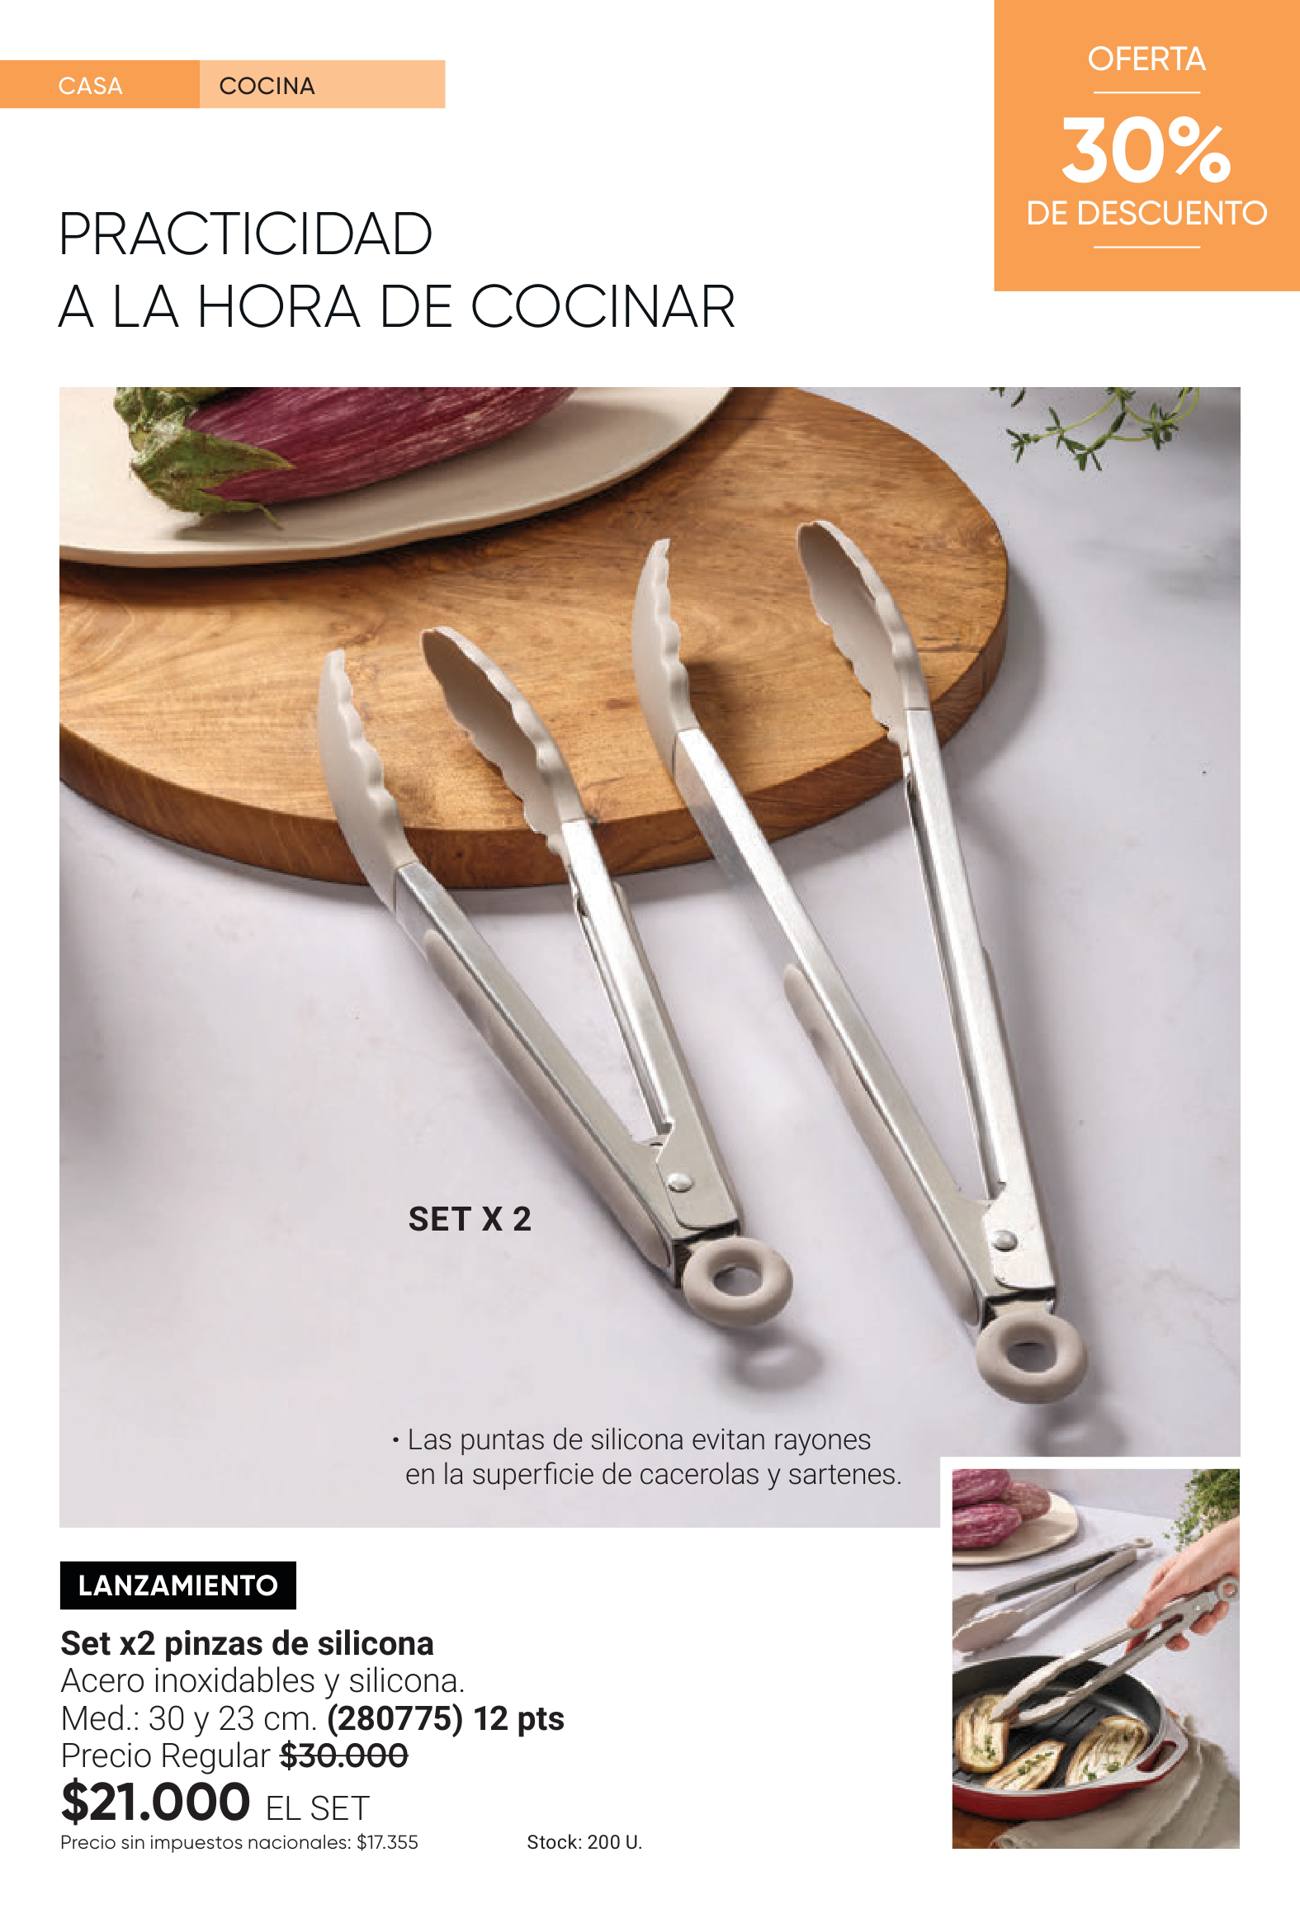 CASA COCINA
OFERTA
30%
DE DESCUENTO
PRACTICIDAD
A LA HORA DE COCINAR
SET X 2
• Las puntas de silicona evitan rayones
en la superficie de cacerolas y sartenes.
LANZAMIENTO
Set x2 pinzas de silicona
Acero inoxidables y silicona.
Med.: 30 y 23 cm. (280775) 12 pts
Precio Regular $30.000
$21.000 EL SET
Precio sin impuestos nacionales: $17.355
Stock: 200 U.